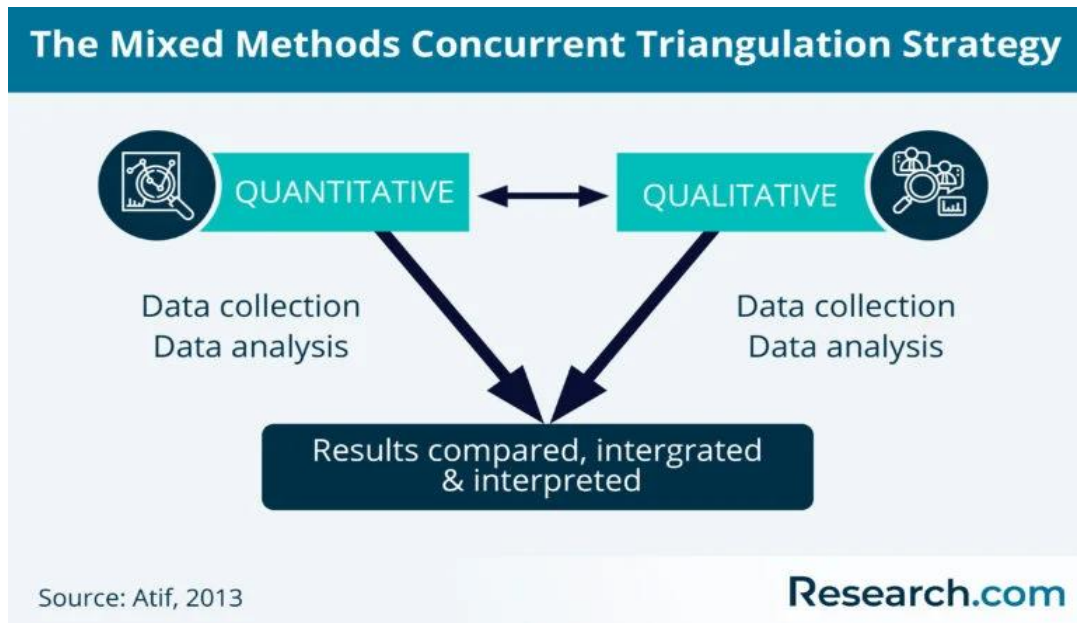 The Mixed Methods Concurrent Triangulation Strategy
QUANTITATIVE
QUALITATIVE
Data collection
Data analysis
Data collection
Data analysis
Results compared, intergrated
& interpreted
Source: Atif, 2013
Research.com